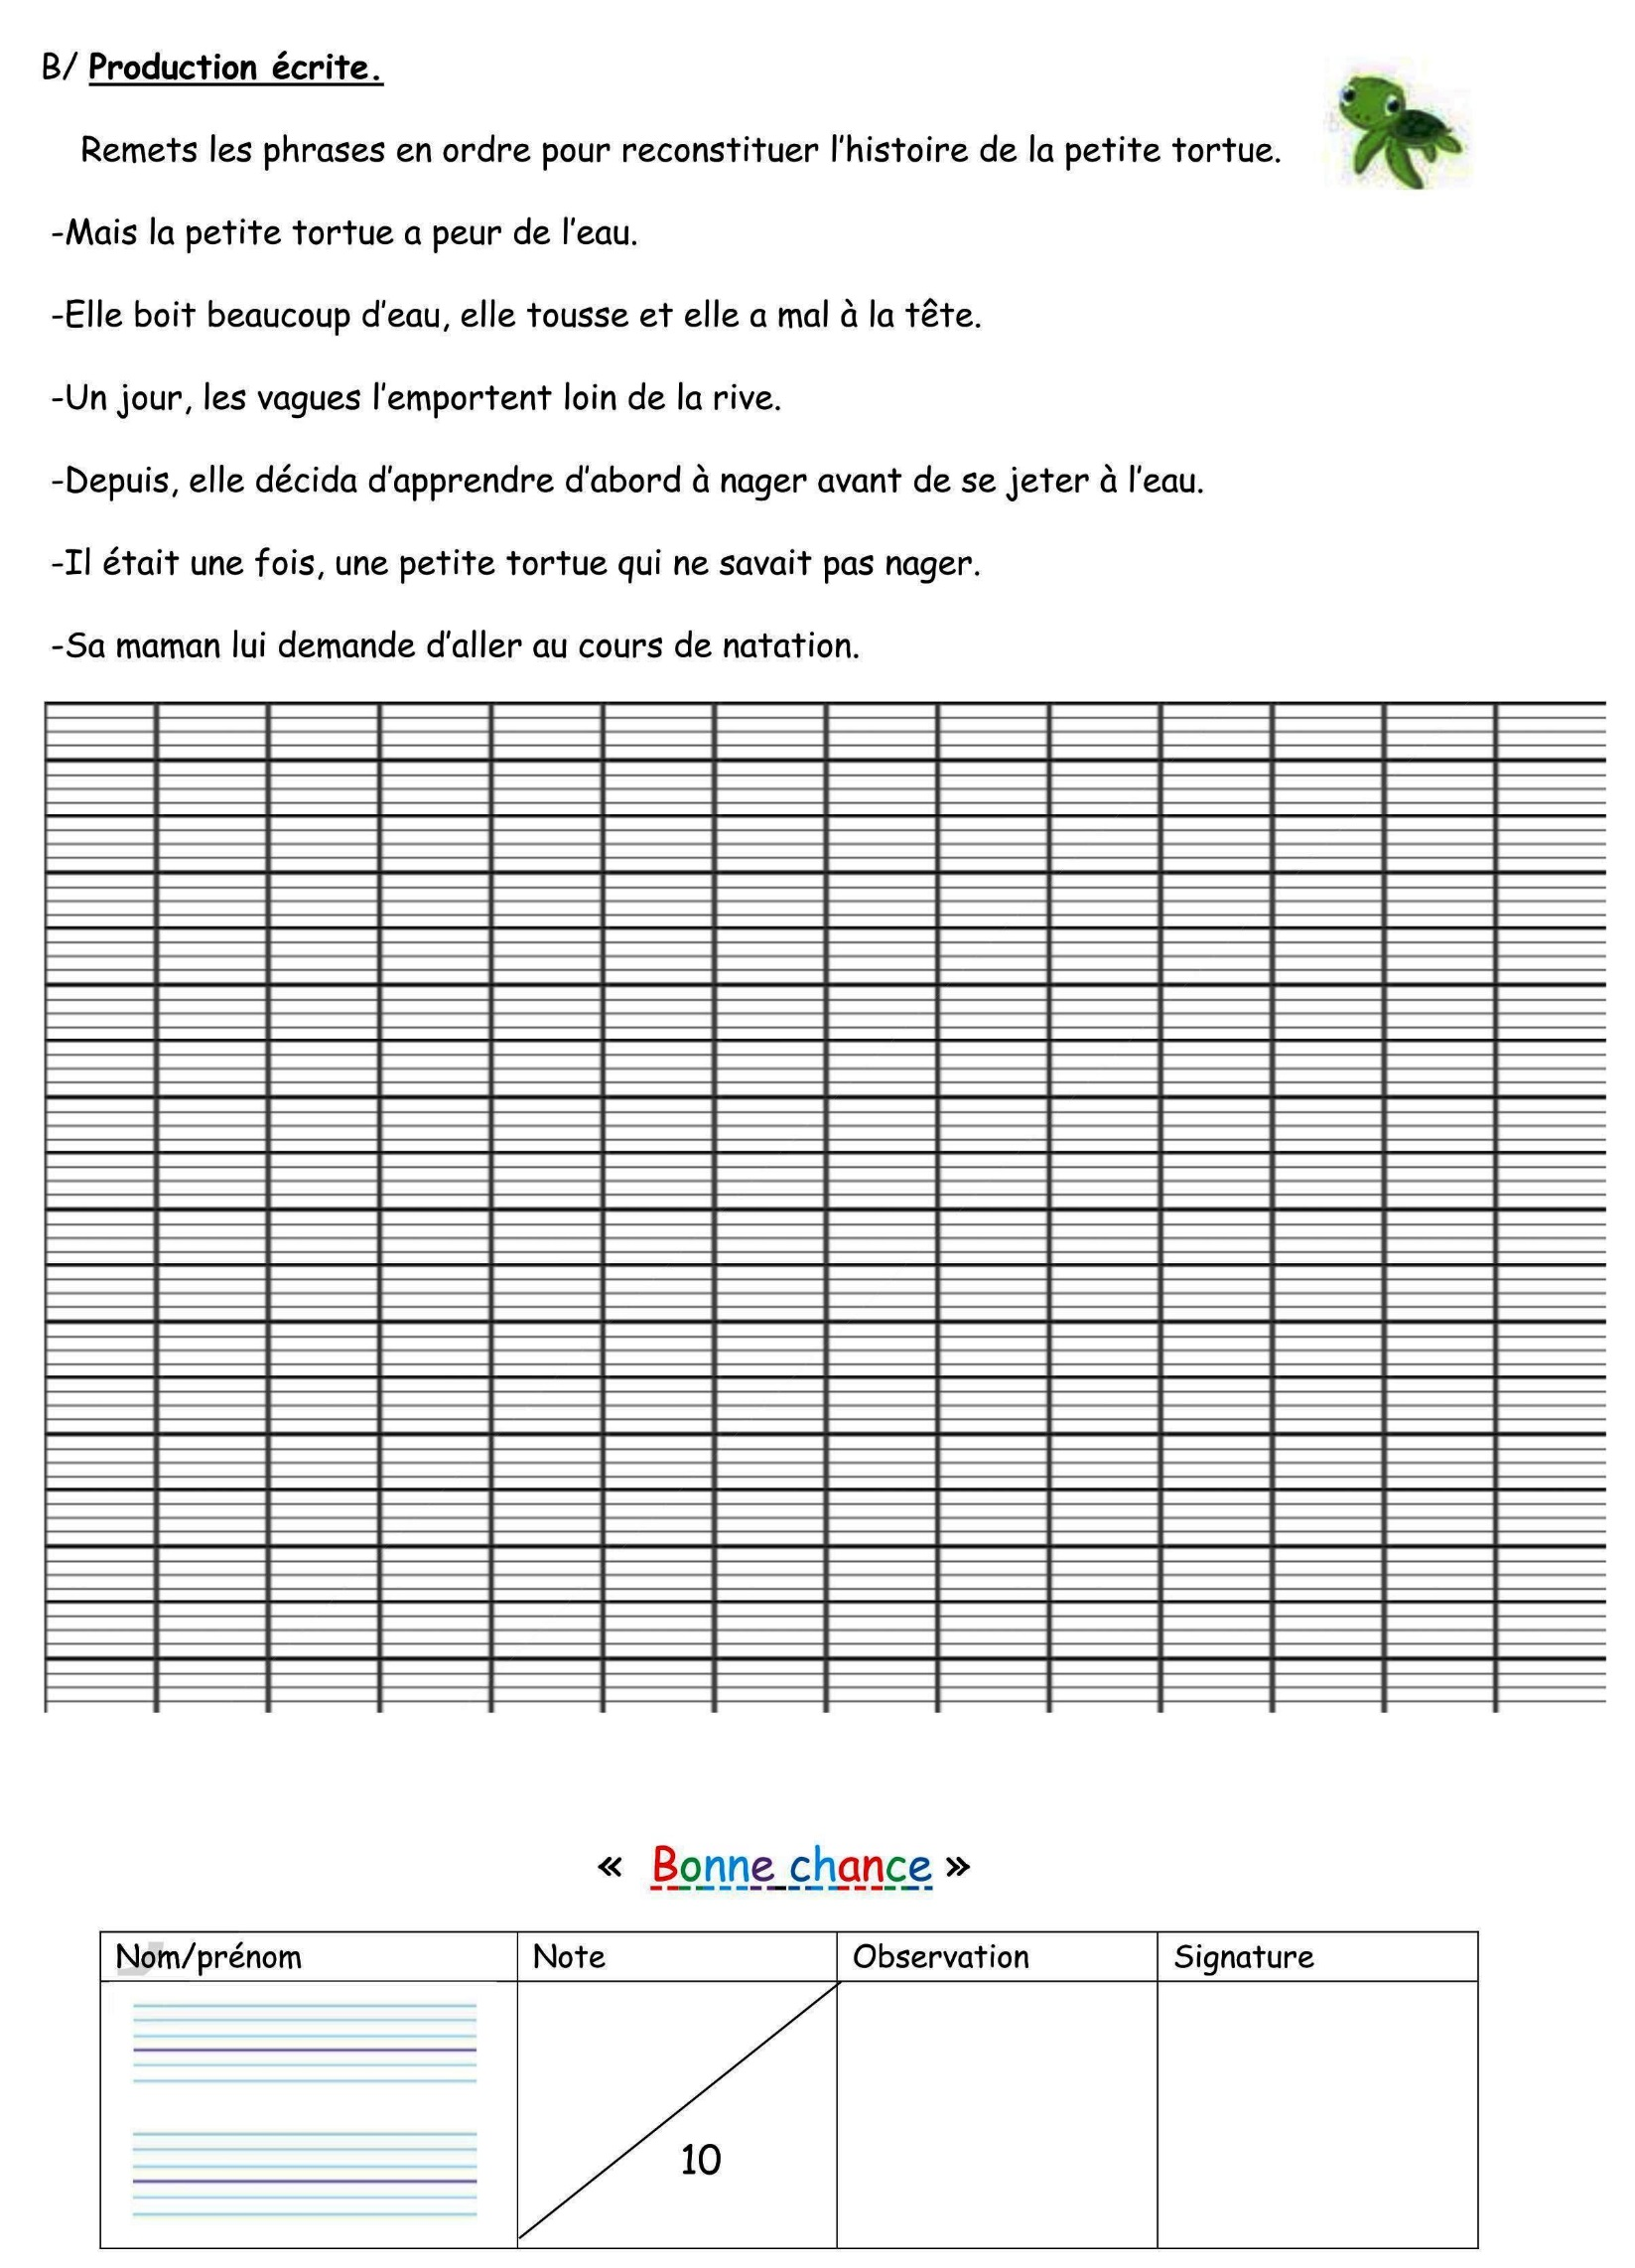 B/ Production écrite.
Remets les phrases en ordre pour reconstituer l'histoire de la petite tortue.
-Mais la petite tortue a peur de l'eau.
-Elle boit beaucoup d'eau, elle tousse et elle a mal à la tête.
-Un jour, les vagues l'emportent loin de la rive.
-Depuis, elle décida d'apprendre d'abord à nager avant de se jeter à l'eau.
-Il était une fois, une petite tortue qui ne savait pas nager.
-Sa maman lui demande d'aller au cours de natation.
« Bonne chance »
Nom/prénom Note Observation Signature
10